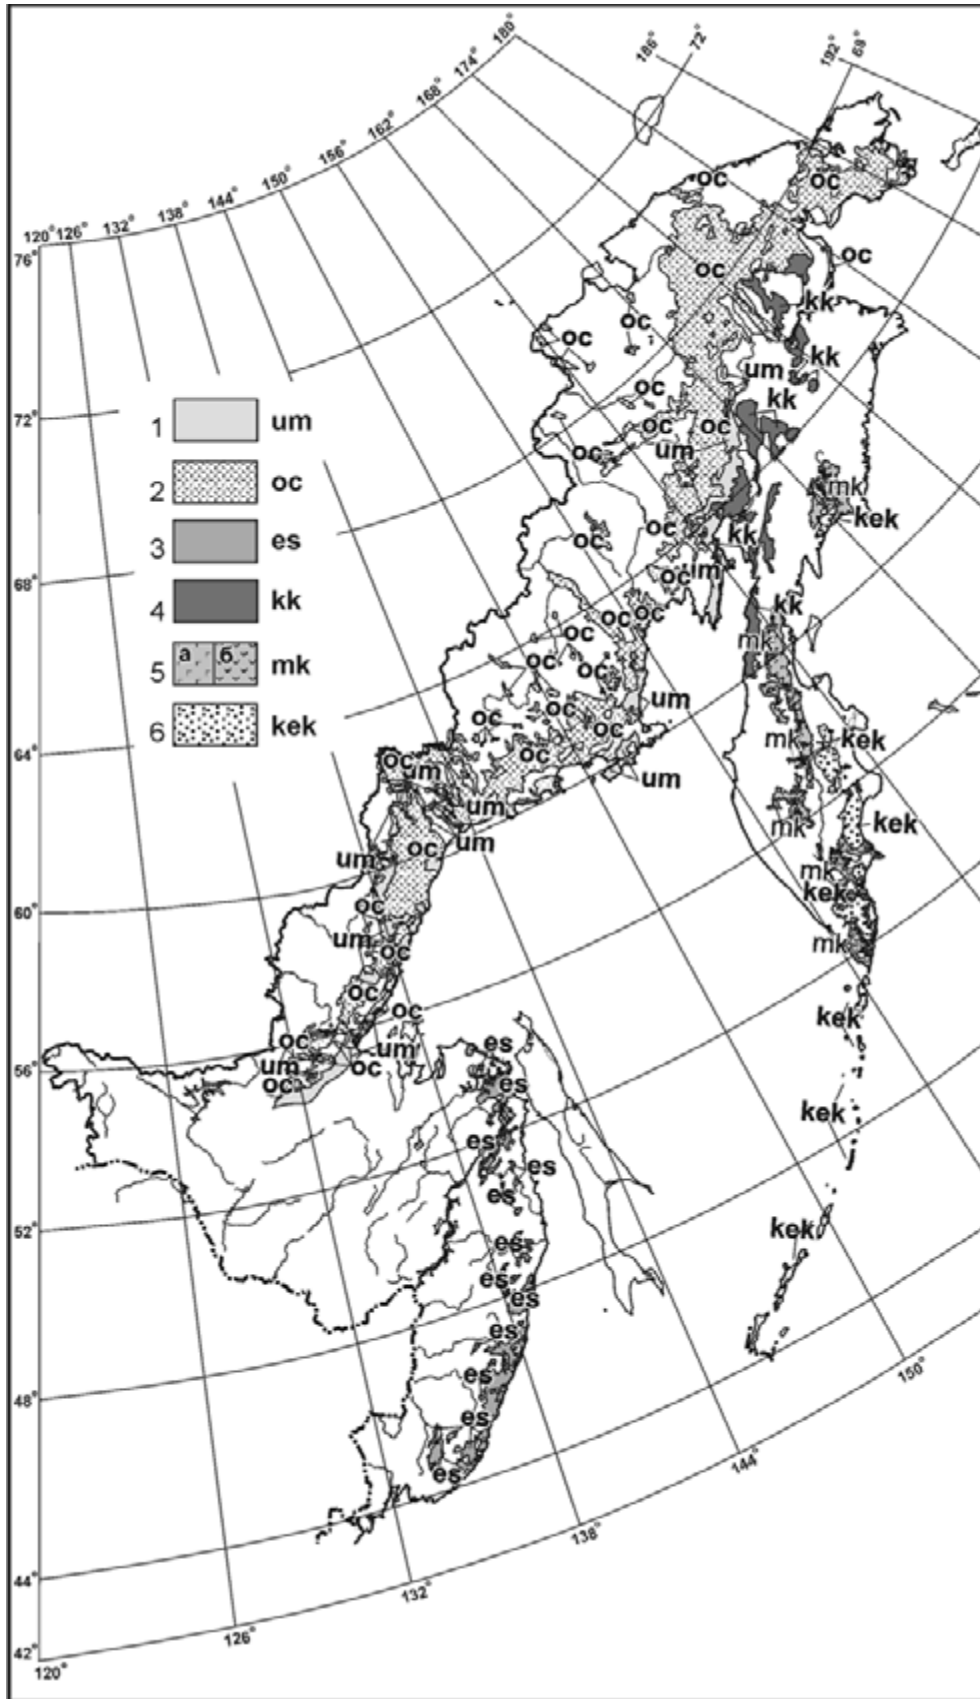 180°
186°
72°
192°
68°
174°
168°
162°
156°
150°
144°
138°
132°
120° 126°
76°
oc
oc
oc
oc
kk
oc
oc
kk
um
oc
kk
72°
1 um
oc
oc
um
oc
2 oc
mk
kek
oc
oc
kk
3 es
um
oc
68°
4 kk
kk
oc
oc
oc
mk
oc
oc
5 а б mk
um
oc
oc
oc
6 kek
mk
kek
64°
oc
oc
um
um
um
kek
mk
um
oc
um
mk
kek
60°
oc
um
oc
mk
oc
oc
kek
56°
oc
um
um
oc
oc
es
es
kek
es
es
es
52°
es
kek
es
es
es
48°
es
150°
es
es
144°
44°
138°
132°
42°
126°
120°